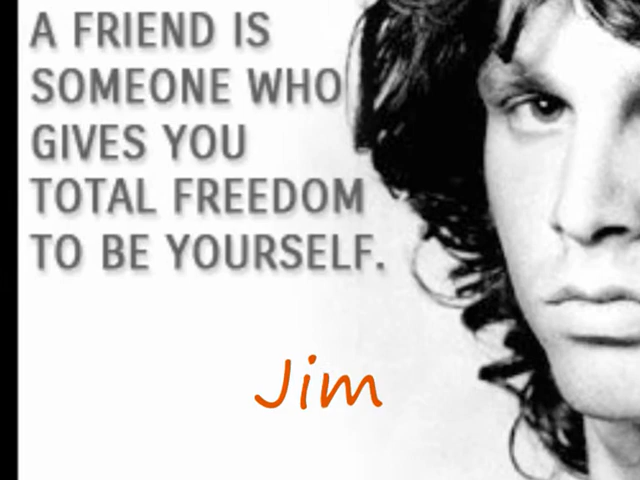 A FRIEND IS
SOMEONE WHO
GIVES YOU
TOTAL FREEDOM
TO BE YOURSELF.
Jim